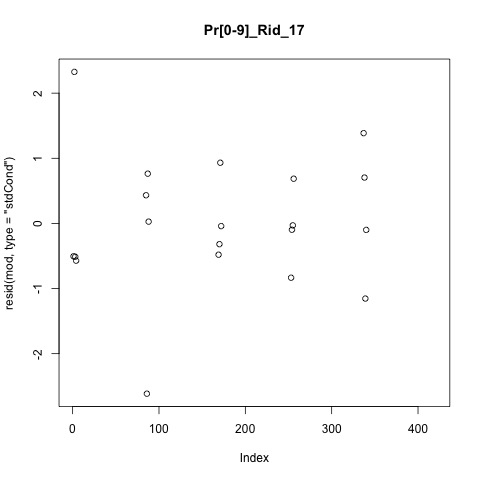 Pr[0-9]_Rid_17
resid(mod, type = "stdCond")
2
1
0
-1
-2
0 100 200 300 400
Index